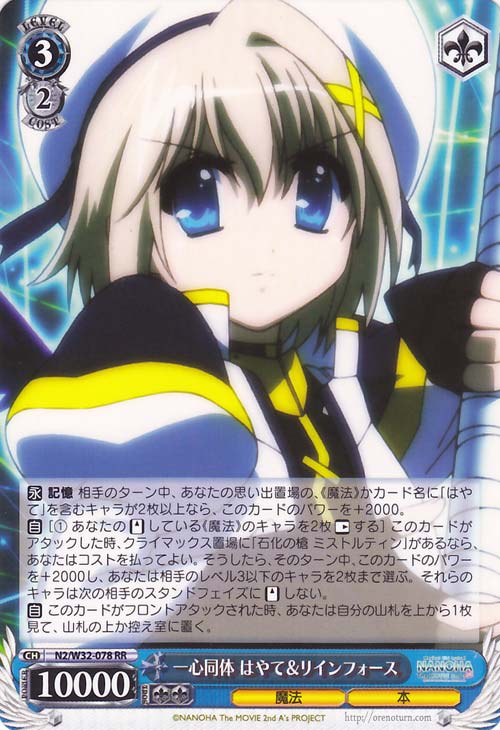 LEVEL
3
2
COST
永 記憶 相手のターン中、あなたの思い出置場の、《魔法》かカード名に「はや
て」を含むキャラが2枚以上なら、このカードのパワーを+2000。
自 [① あなたの している《魔法》のキャラを2枚 する] このカードが
アタックした時、クライマックス置場に「石化の槍 ミストルティン」があるなら、
あなたはコストを払ってよい。そうしたら、そのターン中、このカードのパワー
を+2000し、あなたは相手のレベル3以下のキャラを2枚まで選ぶ。それらの
キャラは次の相手のスタンドフェイズに しない。
自 このカードがフロントアタックされた時、あなたは自分の山札を上から1枚
見て、山札の上か控え室に置く。
CH N2/W32-078 RR
一心同体 はやて&リインフォース
NANOHA
POWER
10000
SOUL
魔法
本
©NANOHA The MOVIE 2nd A's PROJECT
http://orenoturn.com